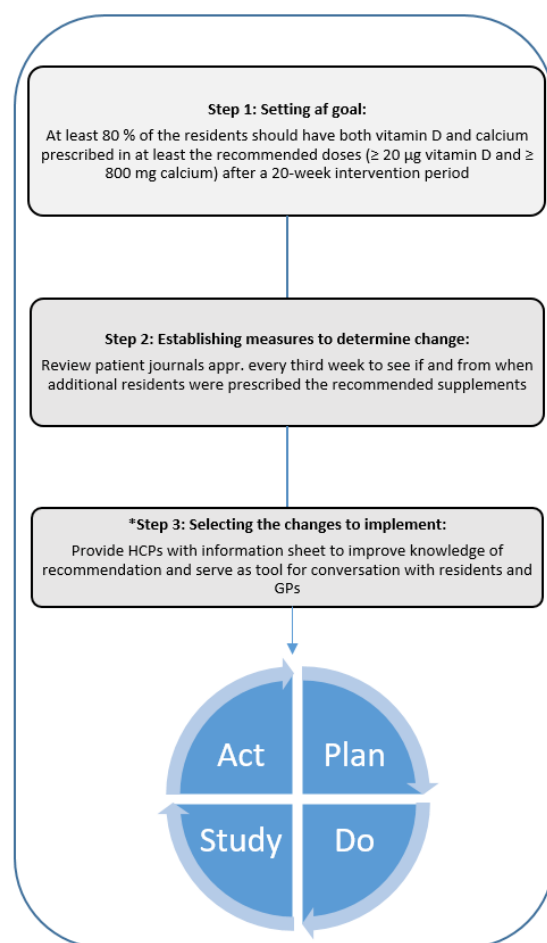 Step 1: Setting af goal:
At least 80 % of the residents should have both vitamin D and calcium
prescribed in at least the recommended doses (≥ 20 µg vitamin D and ≥
800 mg calcium) after a 20-week intervention period
Step 2: Establishing measures to determine change:
Review patient journals appr. every third week to see if and from when
additional residents were prescribed the recommended supplements
*Step 3: Selecting the changes to implement:
Provide HCPs with information sheet to improve knowledge of
recommendation and serve as tool for conversation with residents and
GPs
Act
Plan
Study
Do